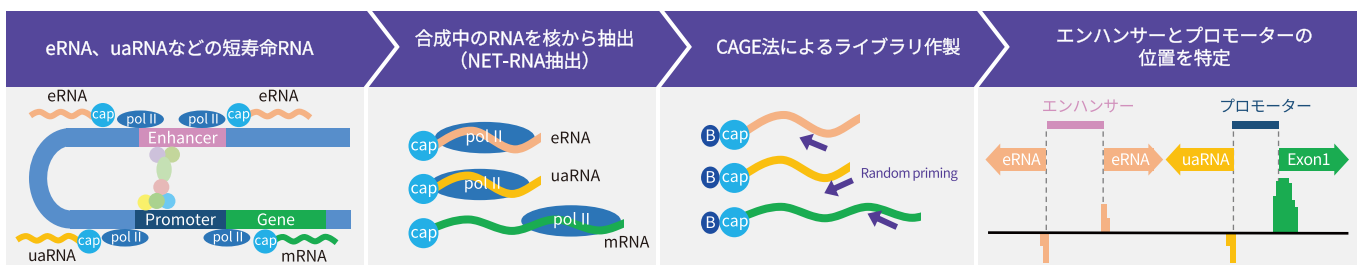 eRNA、uaRNAなどの短寿命RNA
合成中のRNAを核から抽出
（NET-RNA抽出）
CAGE法によるライブラリ作製
エンハンサーとプロモーターの
位置を特定
eRNA
eRNA
cap
pol II
pol II
cap
Enhancer
Promoter
Gene
cap
pol II
pol II
cap
uaRNA
mRNA
cap
pol II
eRNA
cap
pol II
uaRNA
cap
pol II
mRNA
B
cap
B
cap
Random priming
B
cap
エンハンサー
プロモーター
eRNA
eRNA
uaRNA
Exon1